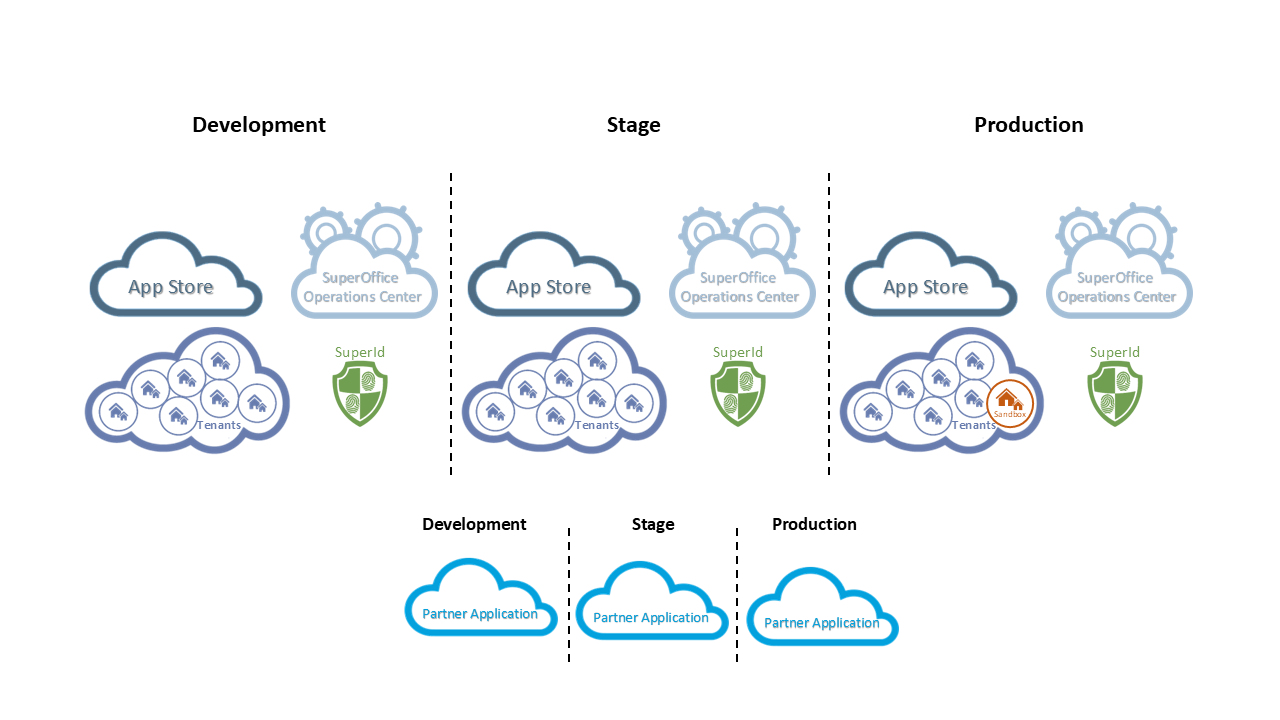 Development
Stage
Production
App Store
SuperOffice
Operations Center
SuperId
Tenants
App Store
SuperOffice
Operations Center
SuperId
Tenants
App Store
SuperOffice
Operations Center
SuperId
Sandbox
Tenants
Development
Stage
Production
Partner Application
Partner Application
Partner Application